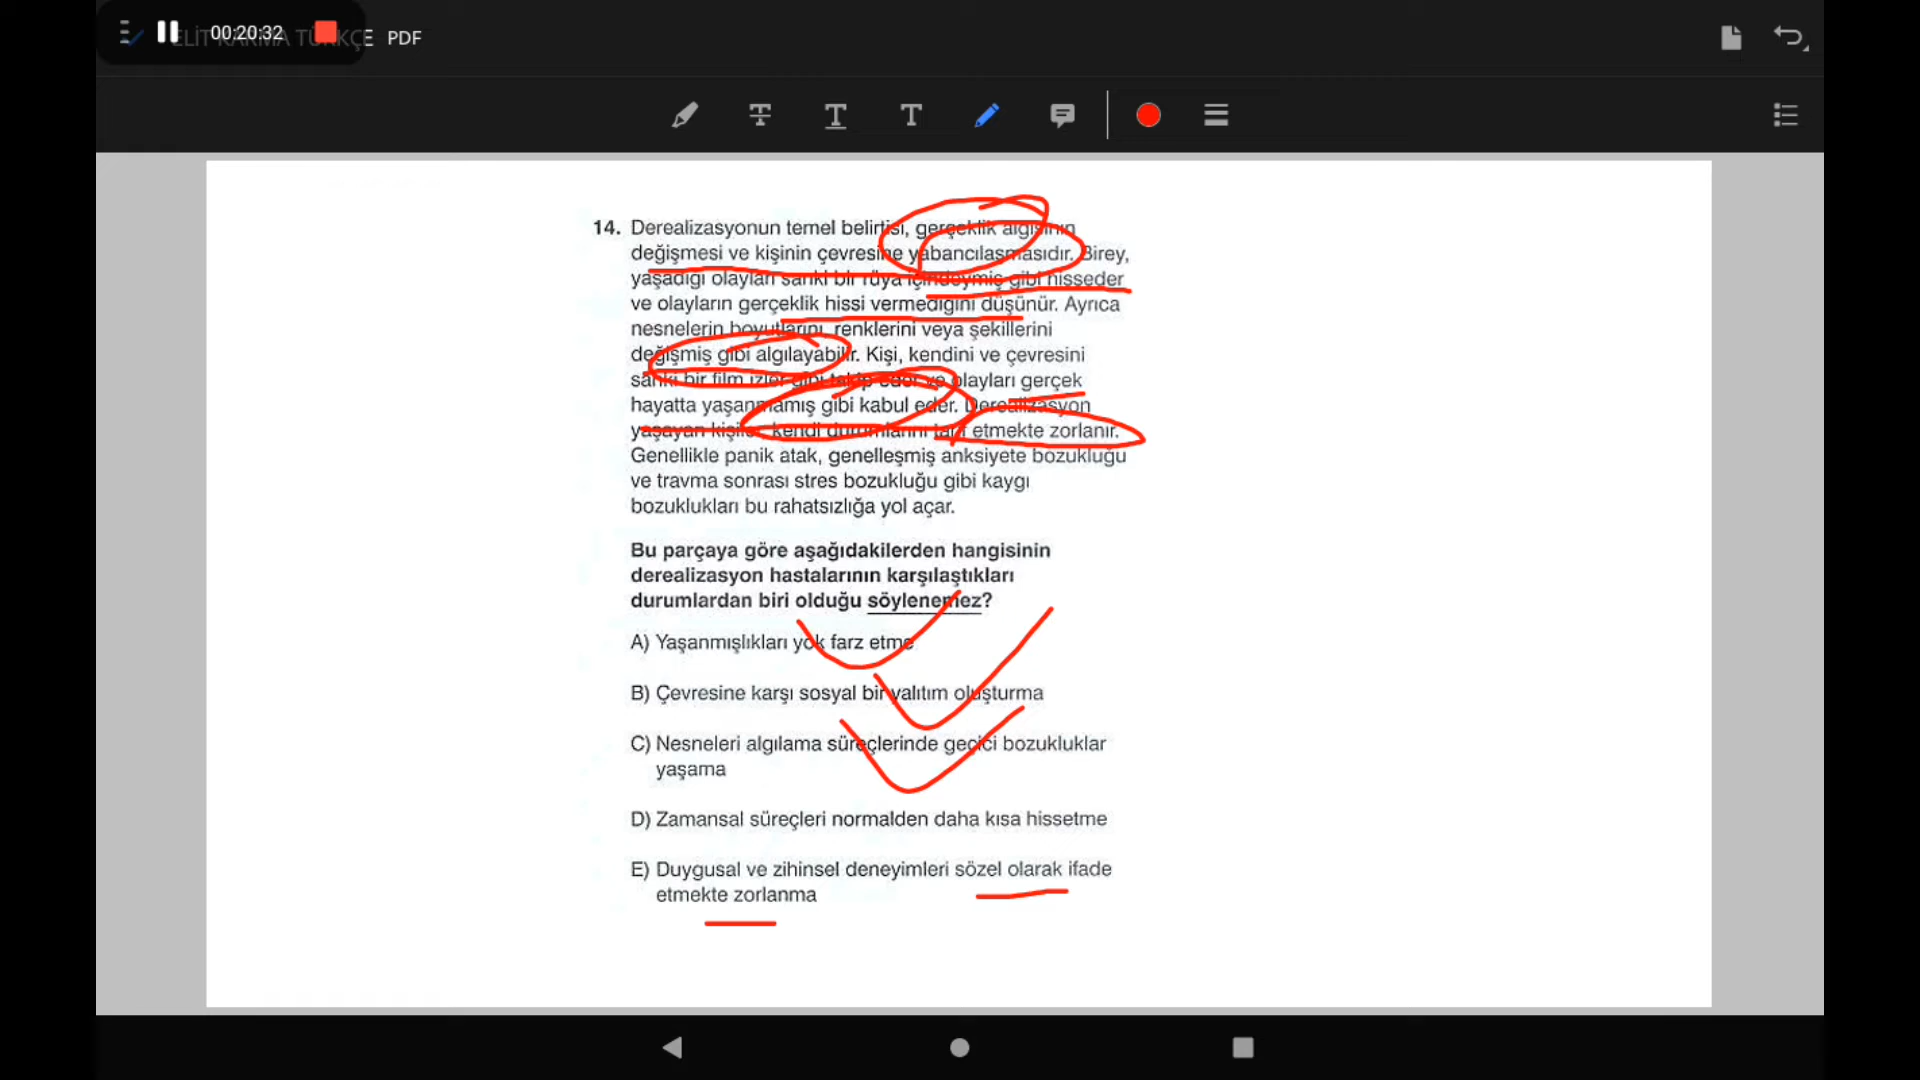 00:20:32
ELİT KARMA TÜRKÇE PDF
14. Derealizasyonun temel belirtisi, gerçeklik algısının
değişmesi ve kişinin çevresine yabancılaşmasıdır. Birey,
yaşadığı olayları sanki bir rüya içindeymiş gibi hisseder
ve olayların gerçeklik hissi vermediğini düşünür. Ayrıca
nesnelerin boyutlarını, renklerini veya şekillerini
değişmiş gibi algılayabilir. Kişi, kendini ve çevresini
sanki bir film izler gibi takip eder ve olayları gerçek
hayatta yaşanmamış gibi kabul eder. Derealizasyon
yaşayan kişiler, kendi durumlarını tarif etmekte zorlanır.
Genellikle panik atak, genelleşmiş anksiyete bozukluğu
ve travma sonrası stres bozukluğu gibi kaygı
bozuklukları bu rahatsızlığa yol açar.
Bu parçaya göre aşağıdakilerden hangisinin
derealizasyon hastalarının karşılaştıkları
durumlardan biri olduğu söylenemez?
A) Yaşanmışlıkları yok farz etme
B) Çevresine karşı sosyal bir yalıtım oluşturma
C) Nesneleri algılama süreçlerinde geçici bozukluklar
yaşama
D) Zamansal süreçleri normalden daha kısa hissetme
E) Duygusal ve zihinsel deneyimleri sözel olarak ifade
etmekte zorlanma